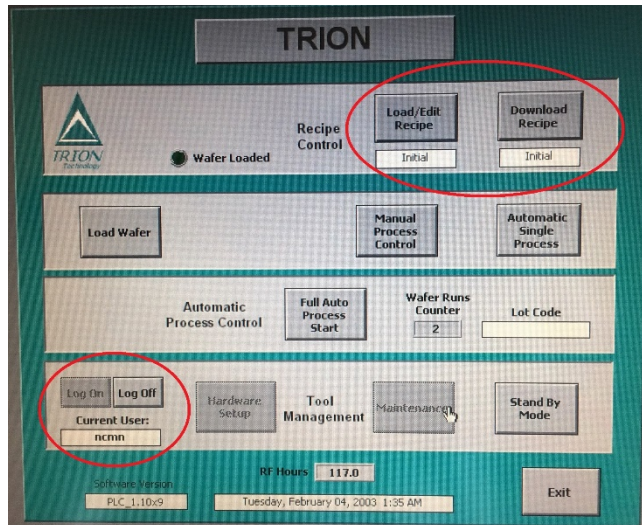 TRION
Load/Edit
Recipe
Download
Recipe
Recipe
Control
Initial
Initial
TRION
Technology
Wafer Loaded
Load Wafer
Manual
Process
Control
Automatic
Single
Process
Automatic
Process Control
Full Auto
Process
Start
Wafer Runs
Counter
2
Lot Code
Log On
Log Off
Current User:
ncmn
Hardware
Setup
Tool
Management
Maintenance
Stand By
Mode
RF Hours
117.0
Software Version
PLC_1.10x9
Tuesday, February 04, 2003 1:35 AM
Exit